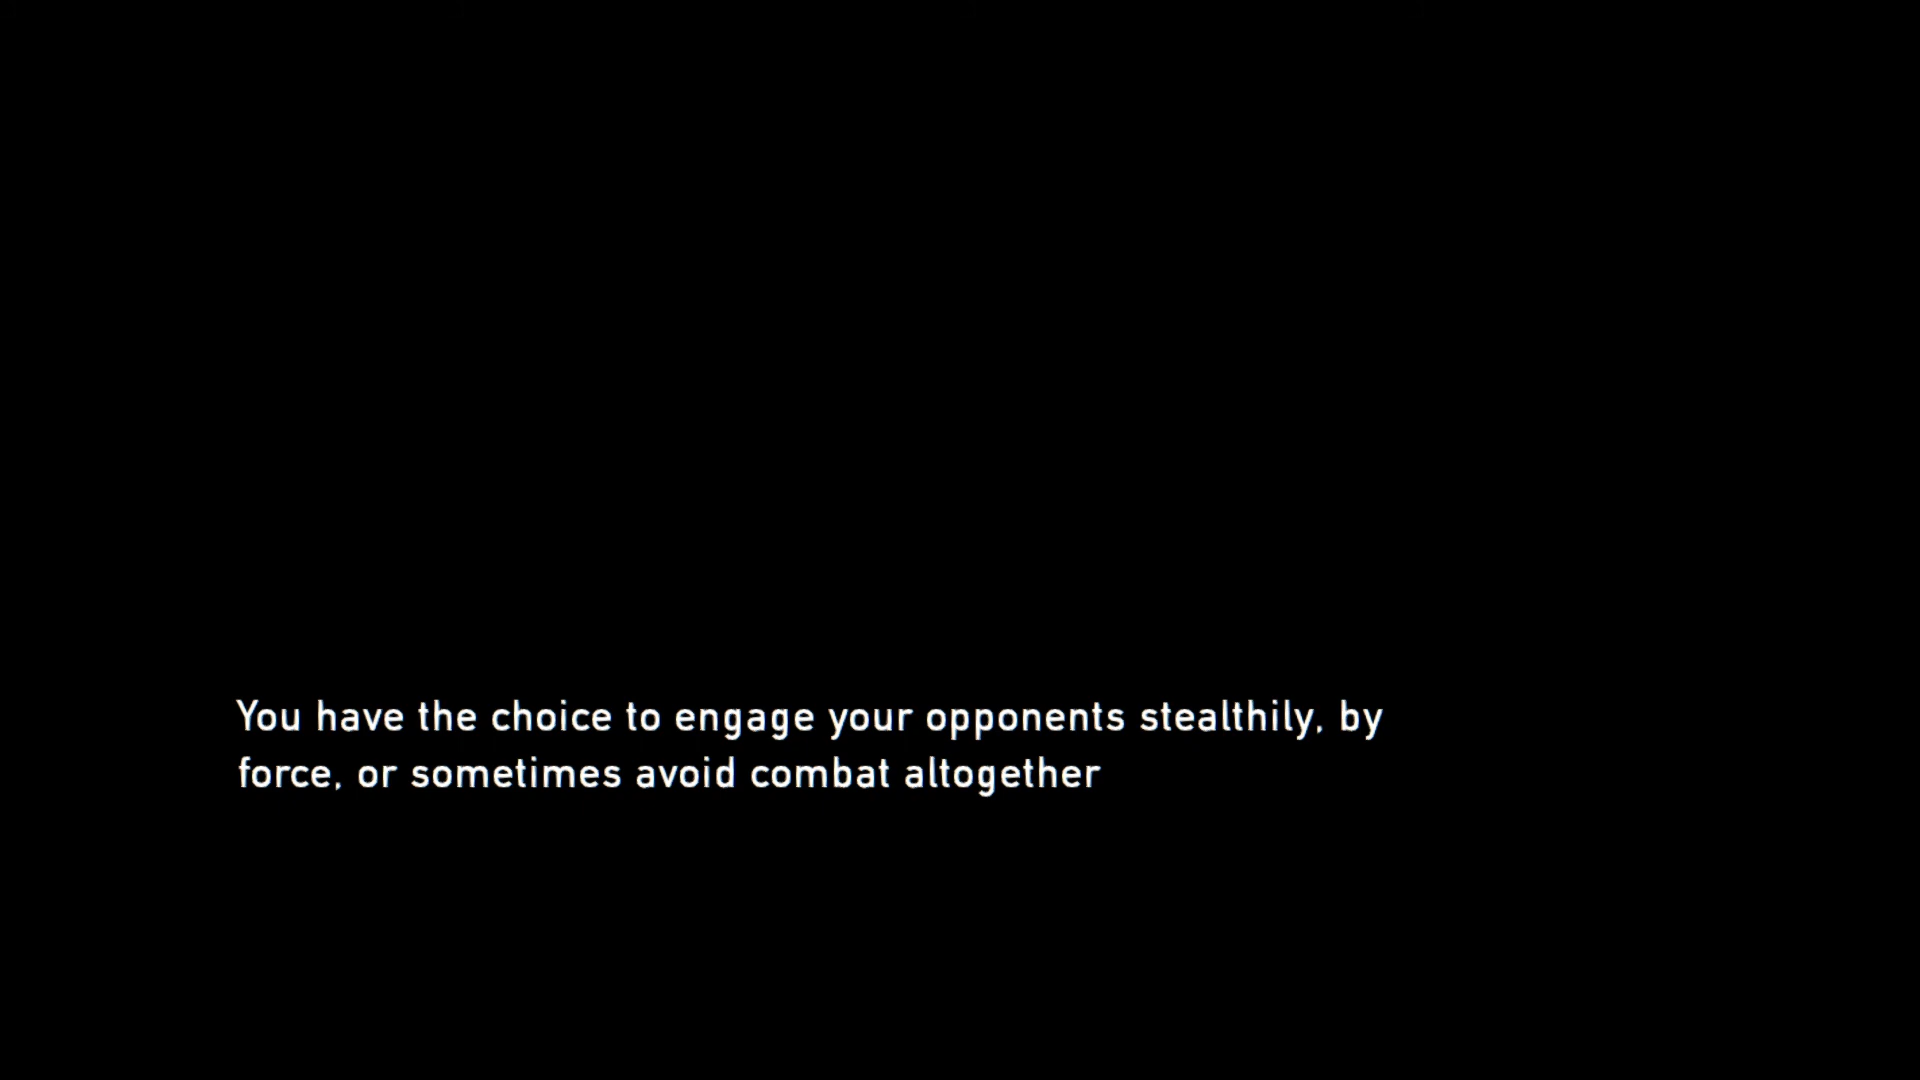 You have the choice to engage your opponents stealthily, by
force, or sometimes avoid combat altogether